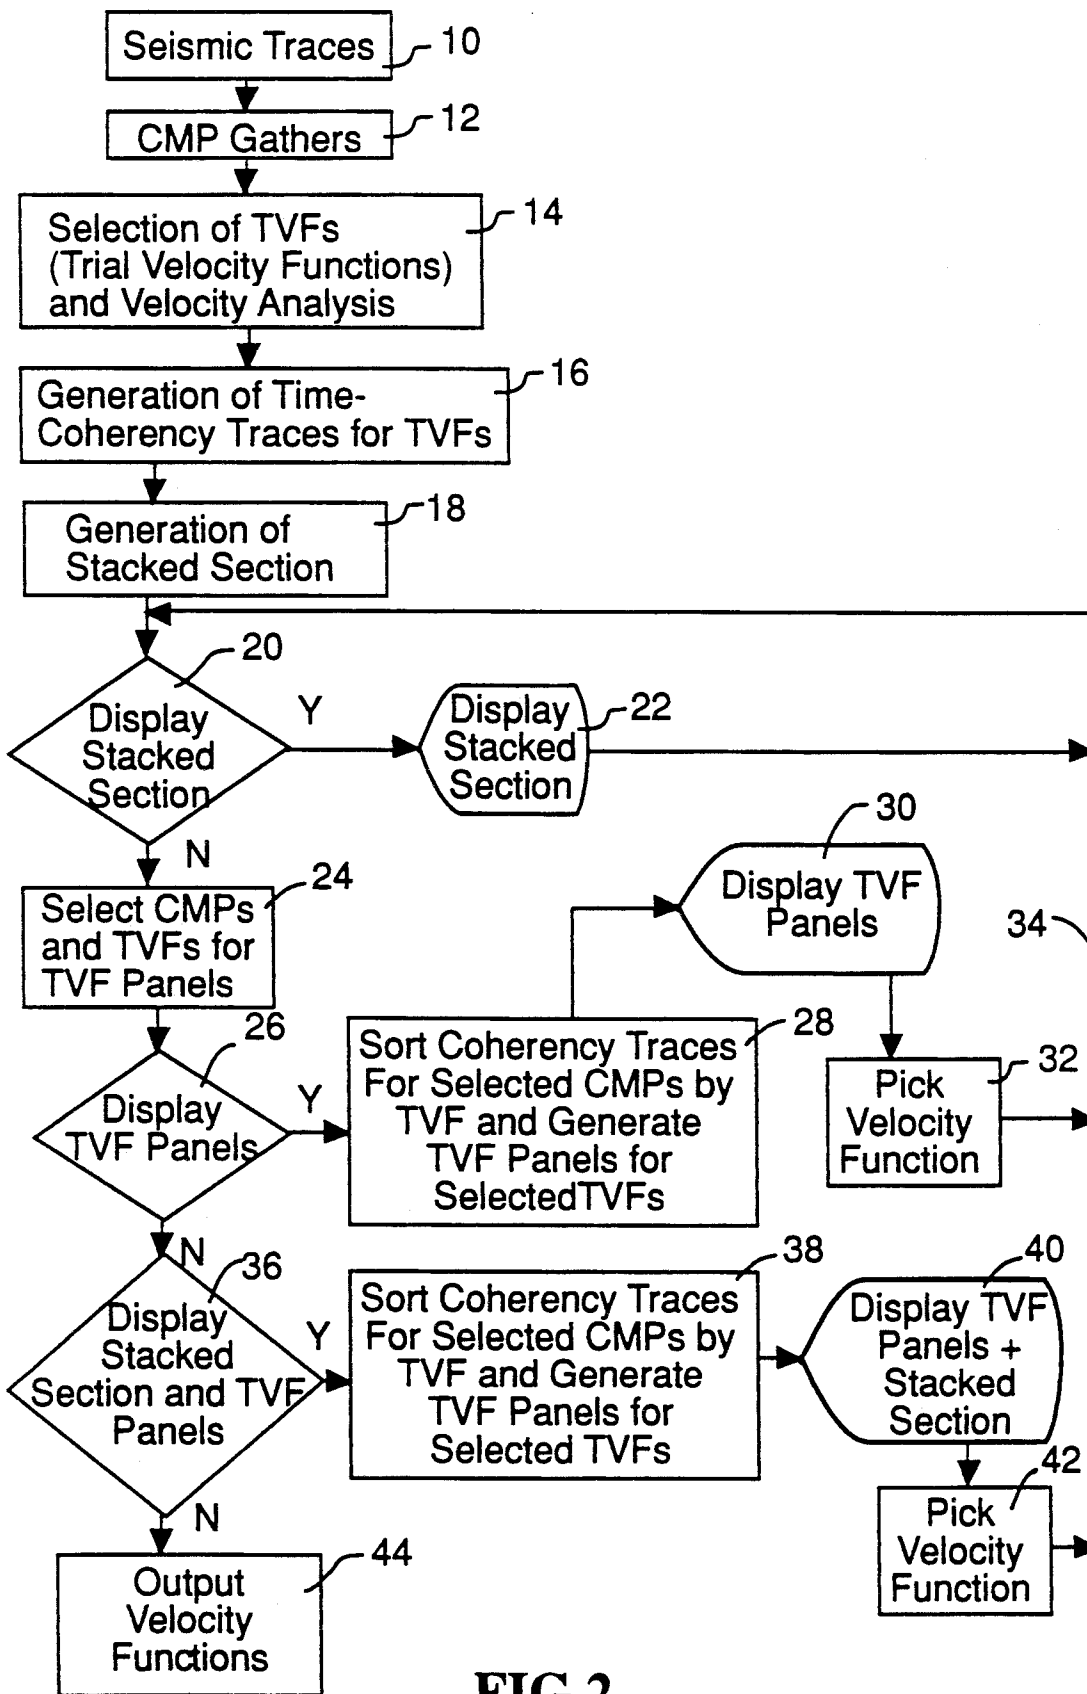 Seismic Traces
10
CMP Gathers
12
Selection of TVFs
(Trial Velocity Functions)
and Velocity Analysis
14
Generation of Time-
Coherency Traces for TVFs
16
Generation of
Stacked Section
18
20
Display
Stacked
Section
Y
Display
Stacked
Section
22
N
Select CMPs
and TVFs for
TVF Panels
24
26
Display
TVF Panels
Y
Sort Coherency Traces
For Selected CMPs by
TVF and Generate
TVF Panels for
SelectedTVFs
28
30
Display TVF
Panels
34
Pick
Velocity
Function
32
N
36
Display
Stacked
Section and TVF
Panels
Y
Sort Coherency Traces
For Selected CMPs by
TVF and Generate
TVF Panels for
Selected TVFs
38
40
Display TVF
Panels +
Stacked
Section
Pick
Velocity
Function
42
N
Output
Velocity
Functions
44
FIG.2